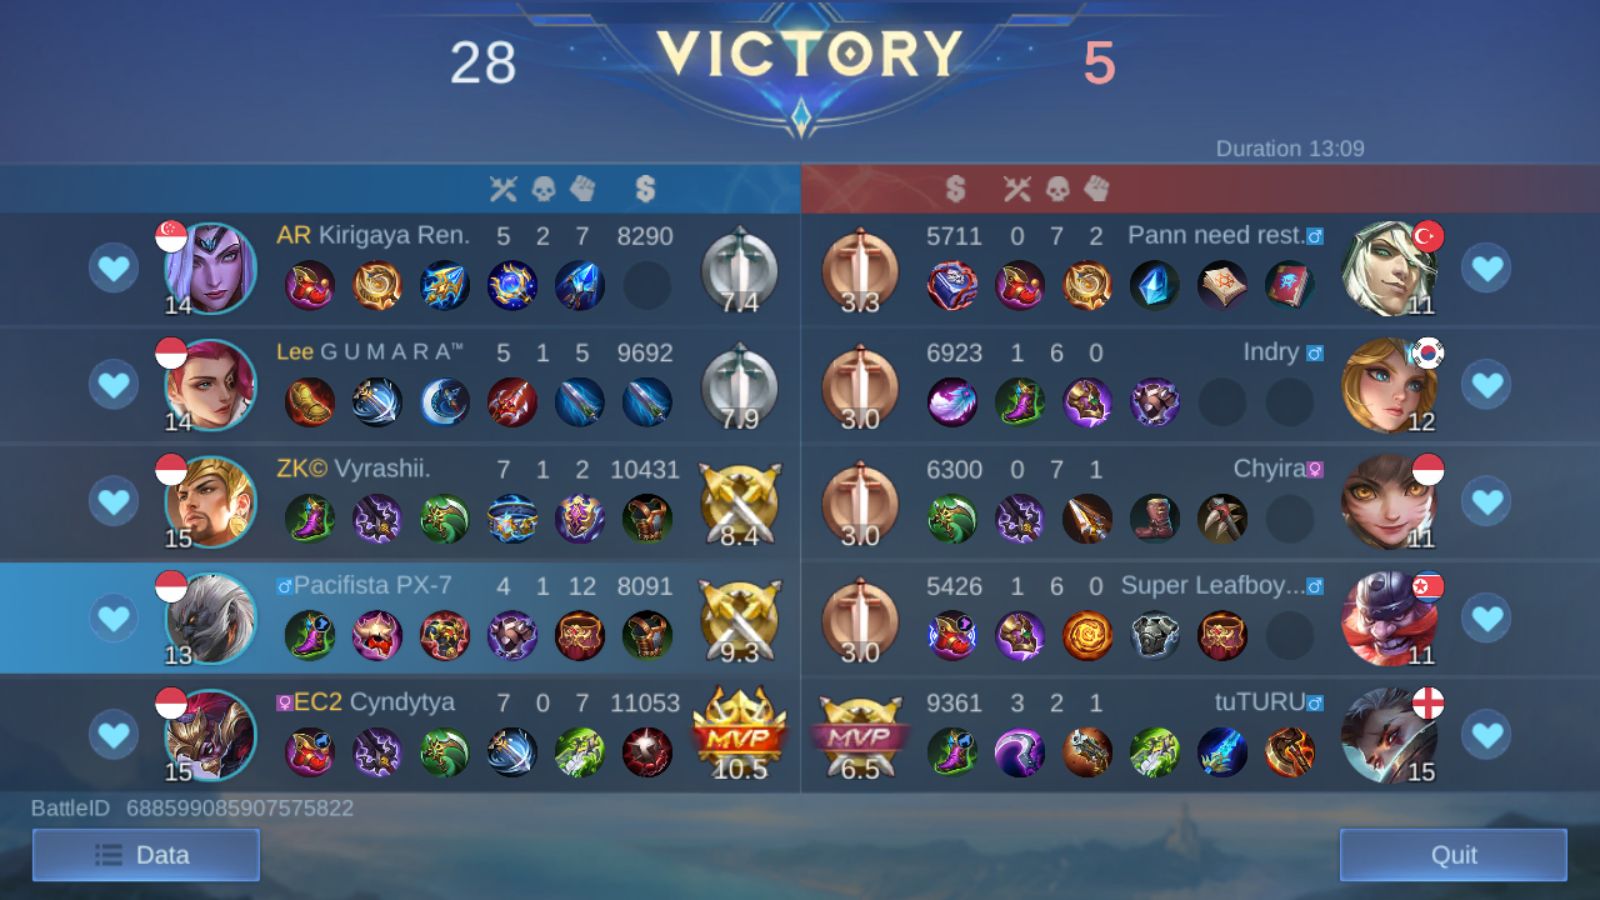 28 VICTORY 5
Duration 13:09
AR Kirigaya Ren. 5 2 7 8290
14 7.4
3.3 5711 0 7 2 Pann need rest.
11
Lee G U M A R A™ 5 1 5 9692
14 7.9
3.0 6923 1 6 0 Indry
12
ZK© Vyrashii. 7 1 2 10431
15 8.4
3.0 6300 0 7 1 Chyira
11
Pacifista PX-7 4 1 12 8091
13 9.3
3.0 5426 1 6 0 Super Leafboy...
11
EC2 Cyndytya 7 0 7 11053
15 MVP 10.5
MVP 6.5 9361 3 2 1 tuTURU
15
BattleID 688599085907575822
Data
Quit